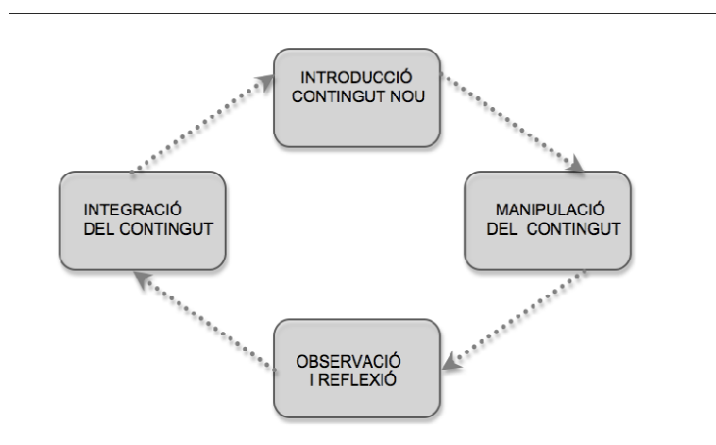 INTRODUCCIÓ
CONTINGUT NOU
INTEGRACIÓ
DEL CONTINGUT
MANIPULACIÓ
DEL CONTINGUT
OBSERVACIÓ
I REFLEXIÓ